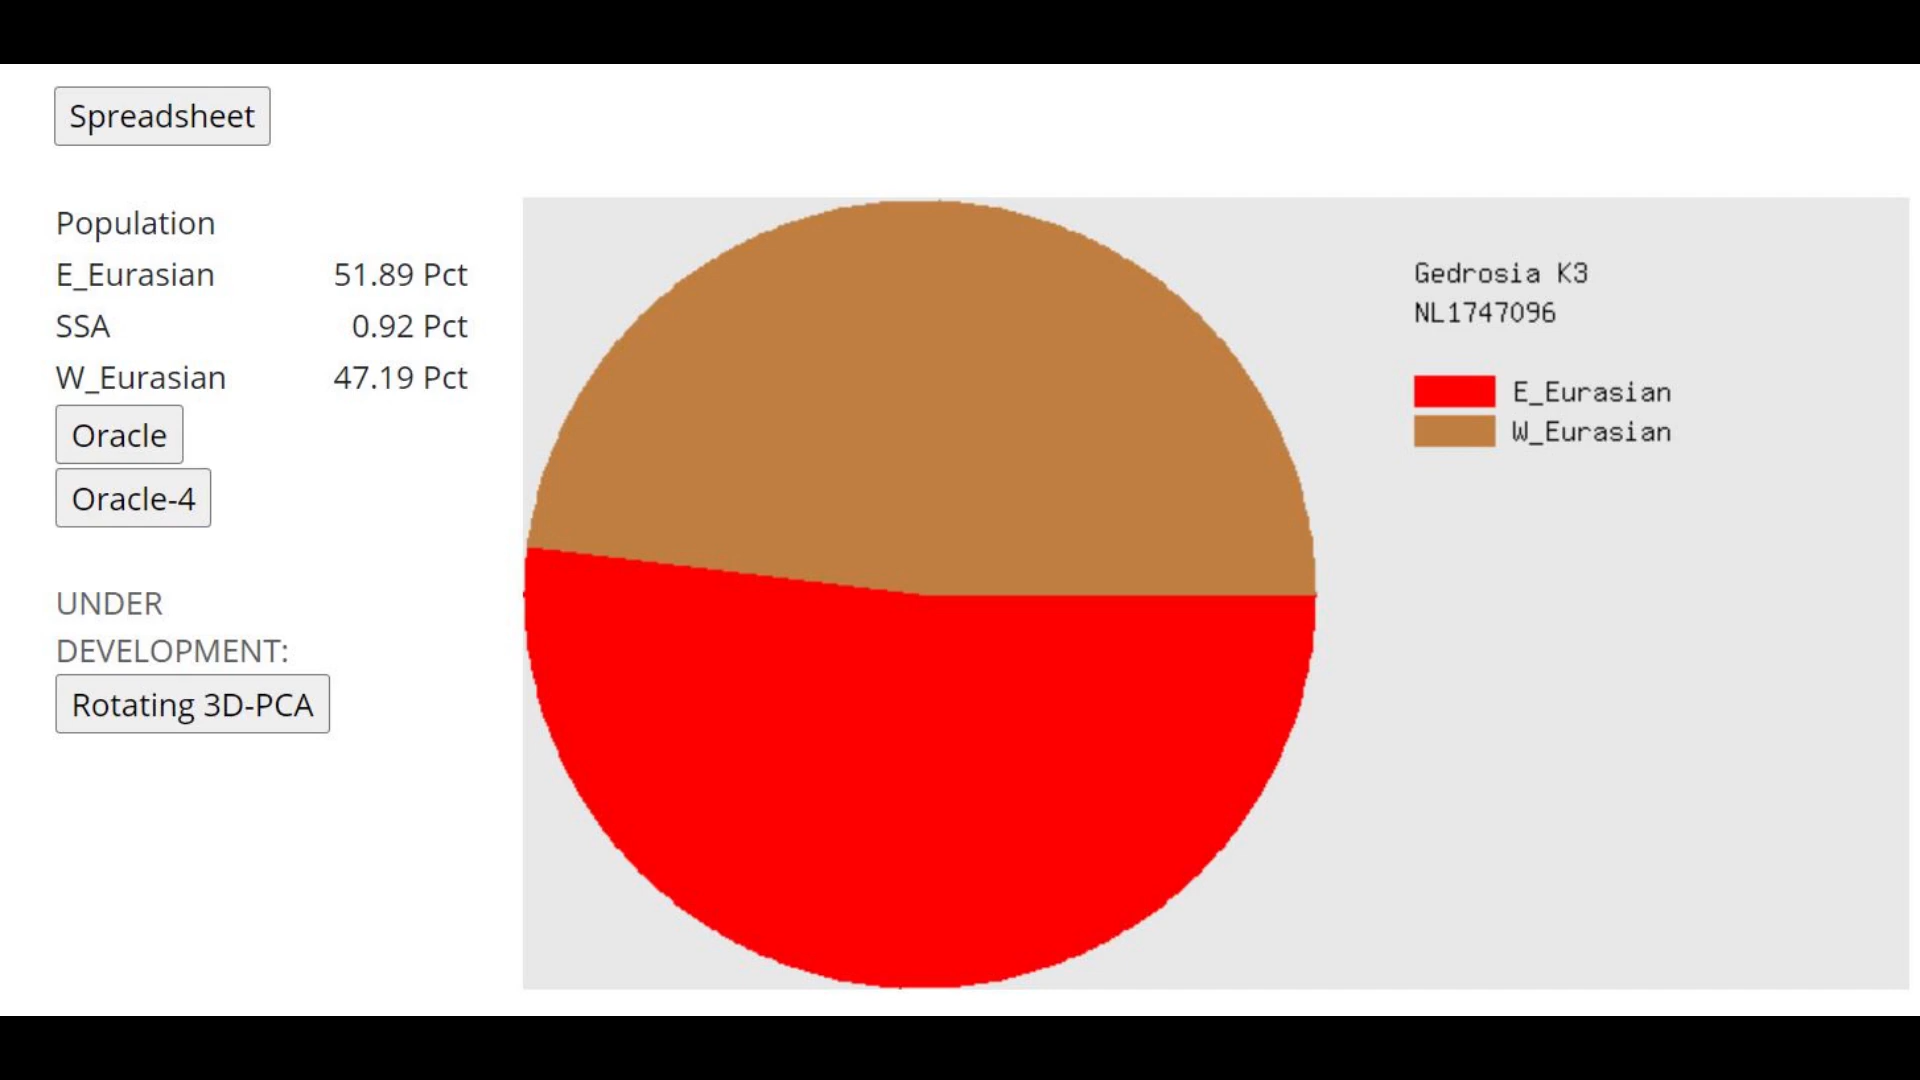 Spreadsheet
Population
E_Eurasian 51.89 Pct
SSA 0.92 Pct
W_Eurasian 47.19 Pct
Oracle
Oracle-4
UNDER
DEVELOPMENT:
Rotating 3D-PCA
Gedrosia K3
NL1747096
E_Eurasian
W_Eurasian